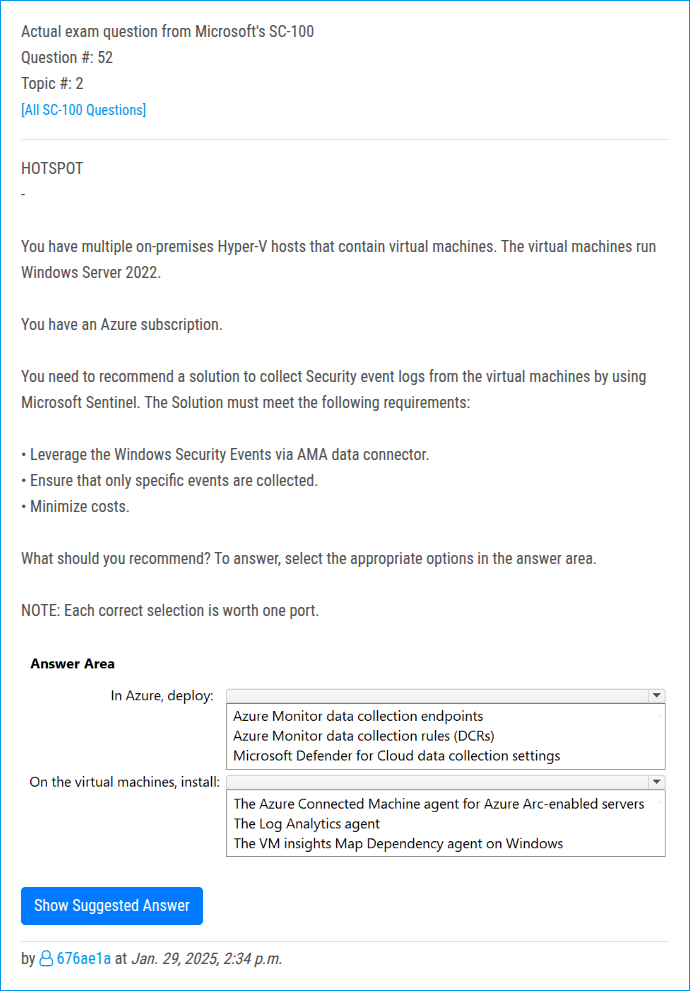 Actual exam question from Microsoft's SC-100
Question #: 52
Topic #: 2
[All SC-100 Questions]
HOTSPOT
-
You have multiple on-premises Hyper-V hosts that contain virtual machines. The virtual machines run
Windows Server 2022.
You have an Azure subscription.
You need to recommend a solution to collect Security event logs from the virtual machines by using
Microsoft Sentinel. The Solution must meet the following requirements:
• Leverage the Windows Security Events via AMA data connector.
• Ensure that only specific events are collected.
• Minimize costs.
What should you recommend? To answer, select the appropriate options in the answer area.
NOTE: Each correct selection is worth one port.
Answer Area
In Azure, deploy:
Azure Monitor data collection endpoints
Azure Monitor data collection rules (DCRs)
Microsoft Defender for Cloud data collection settings
On the virtual machines, install:
The Azure Connected Machine agent for Azure Arc-enabled servers
The Log Analytics agent
The VM insights Map Dependency agent on Windows
Show Suggested Answer
by 676ae1a at Jan. 29, 2025, 2:34 p.m.